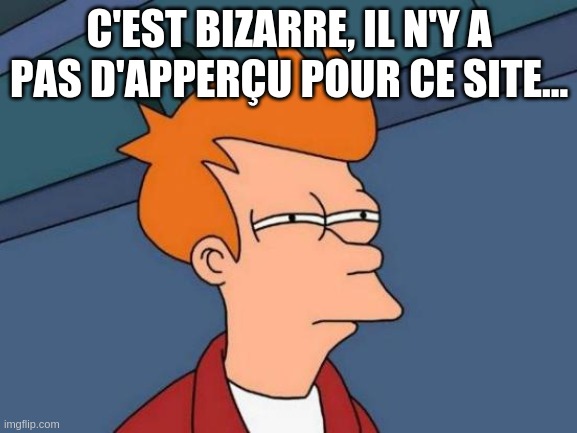 C'EST BIZARRE, IL N'Y A
PAS D'APPERÇU POUR CE SITE...
imgflip.com